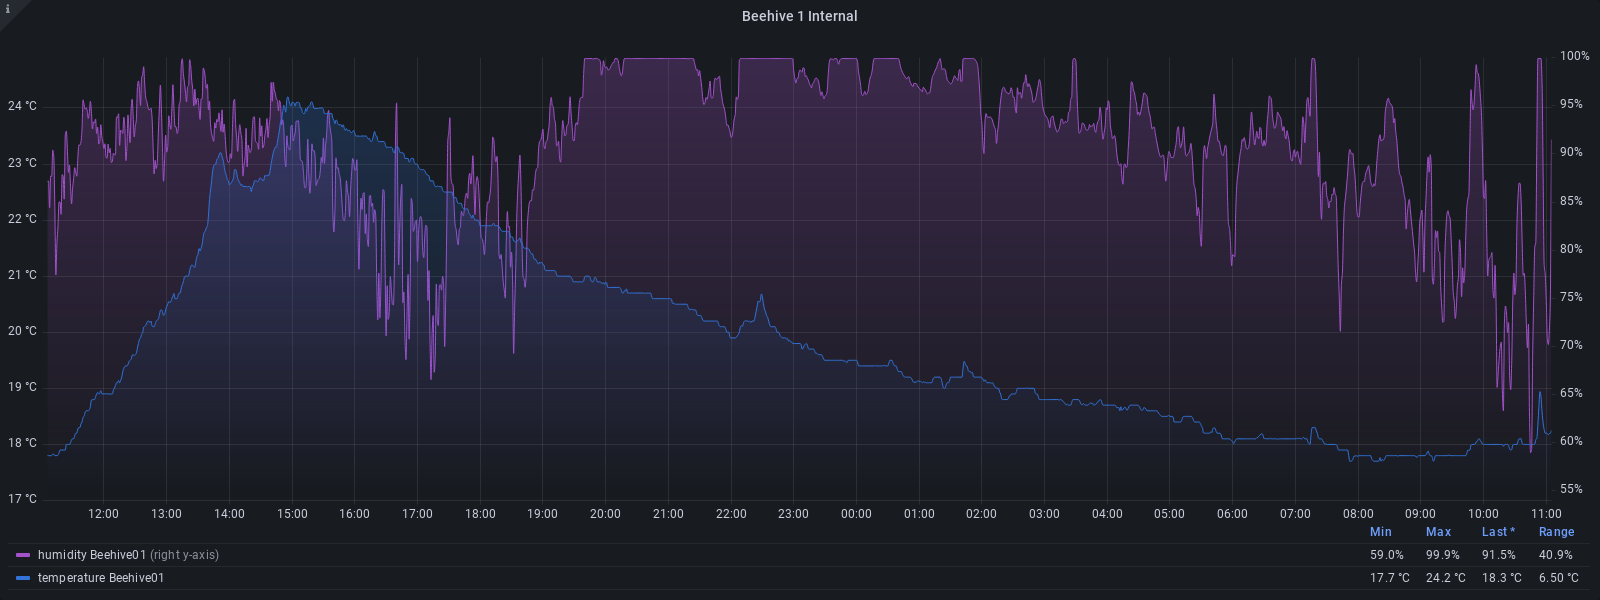 i
Beehive 1 Internal
100%
24 °C 95%
23 °C 90%
22 °C 85%
21 °C 80%
20 °C 75%
19 °C 70%
18 °C 65%
17 °C 60%
55%
12:00 13:00 14:00 15:00 16:00 17:00 18:00 19:00 20:00 21:00 22:00 23:00 00:00 01:00 02:00 03:00 04:00 05:00 06:00 07:00 08:00 09:00 10:00 11:00
Min Max Last * Range
humidity Beehive01 (right y-axis) 59.0% 99.9% 91.5% 40.9%
temperature Beehive01 17.7 °C 24.2 °C 18.3 °C 6.50 °C